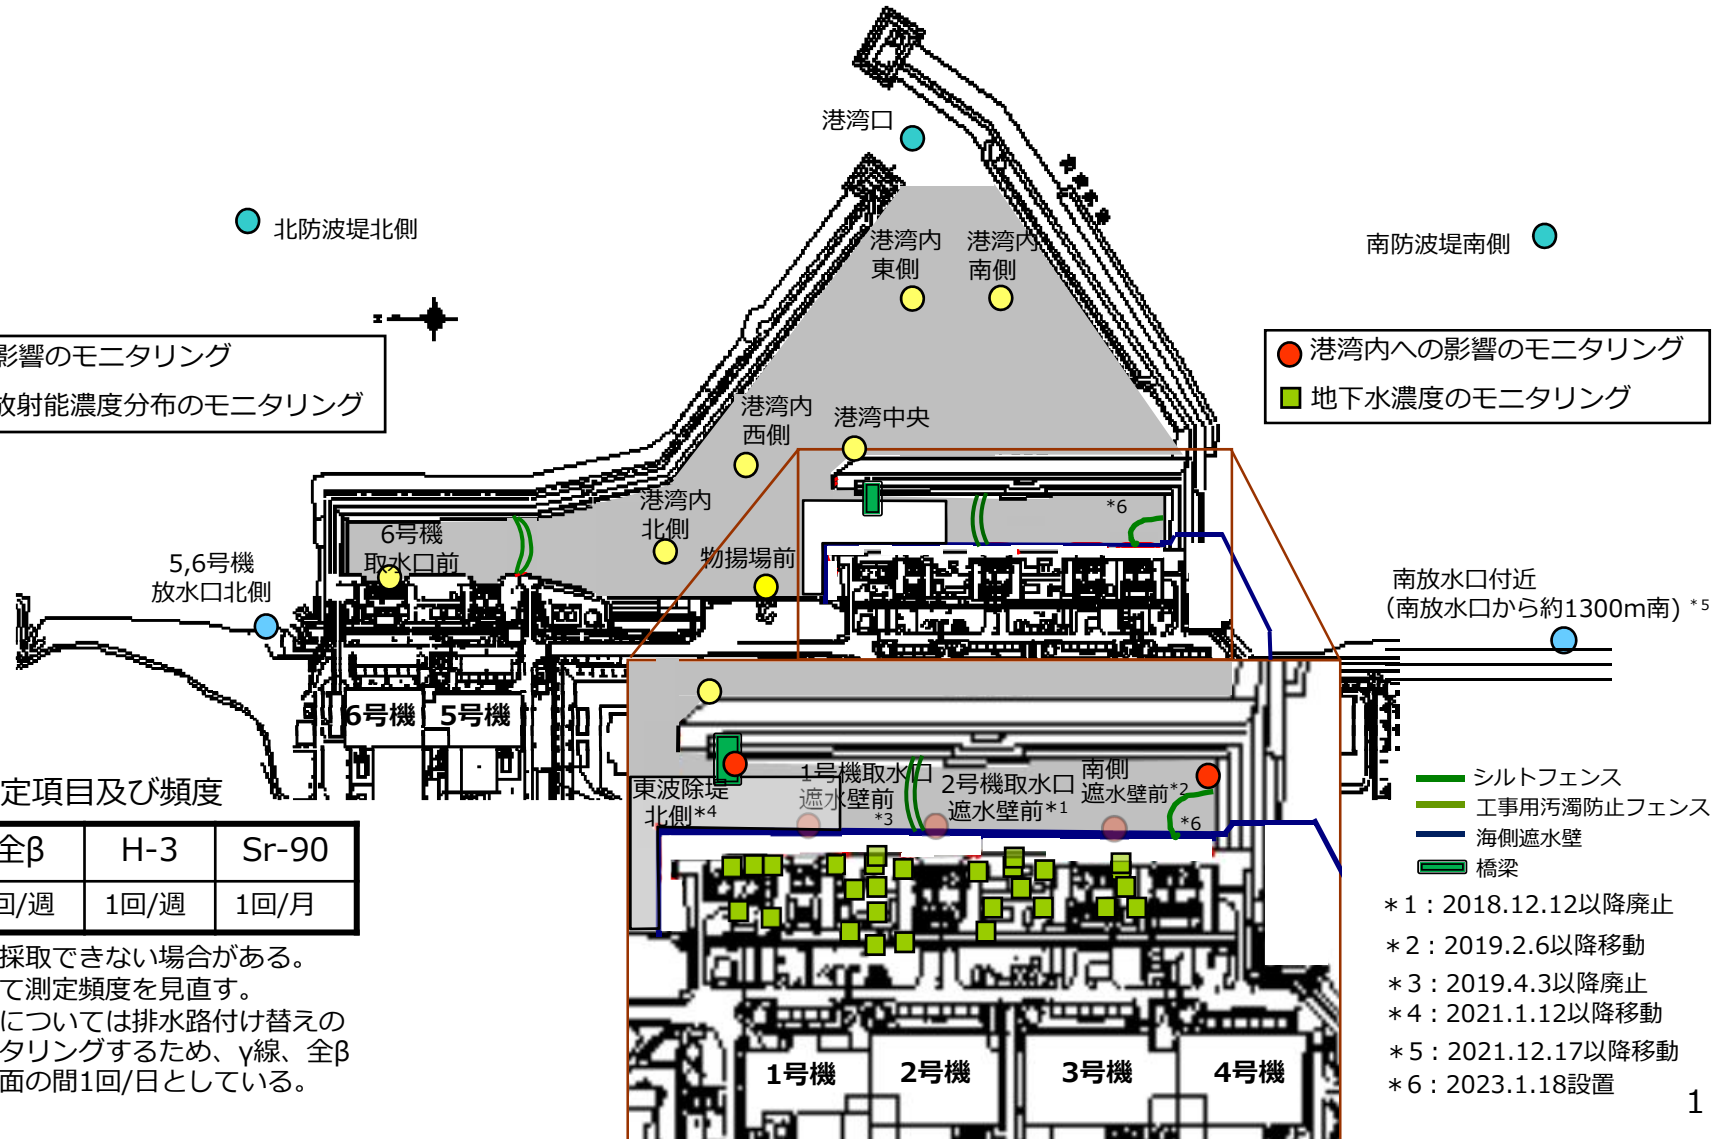 港湾口
北防波堤北側
南防波堤南側
港湾内
東側
港湾内
南側
影響のモニタリング
放射能濃度分布のモニタリング
港湾内への影響のモニタリング
地下水濃度のモニタリング
港湾内
西側
港湾中央
港湾内
北側
物揚場前
6号機
取水口前
5,6号機
放水口北側
*6
南放水口付近
(南放水口から約1300m南) *5
6号機
5号機
東波除堤
北側*4
1号機取水口
遮水壁前
*3
2号機取水口
遮水壁前*1
南側
遮水壁前*2
*6
シルトフェンス
工事用汚濁防止フェンス
海側遮水壁
橋梁
定項目及び頻度
全β H-3 Sr-90
回/週 1回/週 1回/月
採取できない場合がある。
て測定頻度を見直す。
については排水路付け替えの
タリングするため、γ線、全β
面の間1回/日としている。
1号機
2号機
3号機
4号機
*1:2018.12.12以降廃止
*2:2019.2.6以降移動
*3:2019.4.3以降廃止
*4:2021.1.12以降移動
*5:2021.12.17以降移動
*6:2023.1.18設置
1